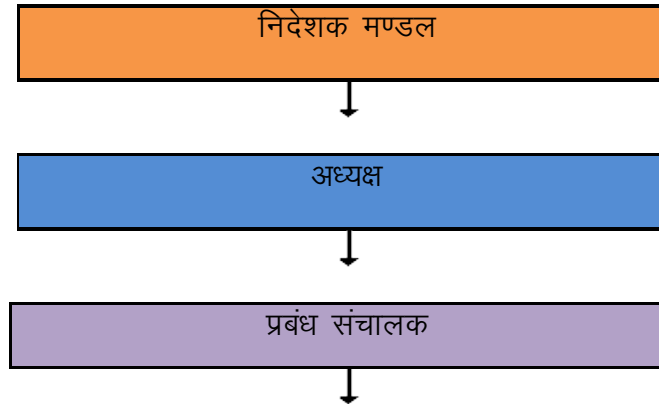 निदेशक मण्डल
अध्यक्ष
प्रबंध संचालक